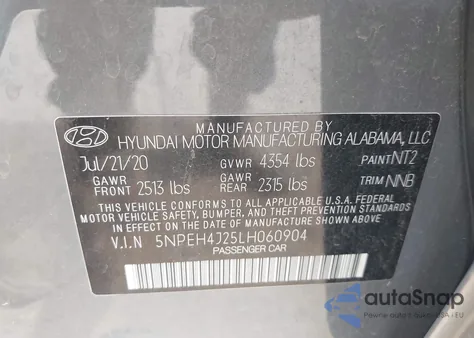 MANUFACTURED BY
HYUNDAI MOTOR MANUFACTURING ALABAMA, LLC
Jul/21/20 GVWR 4354 lbs PAINT NT2
GAWR FRONT 2513 lbs GAWR REAR 2315 lbs TRIM NNB
THIS VEHICLE CONFORMS TO ALL APPLICABLE U.S.A. FEDERAL
MOTOR VEHICLE SAFETY, BUMPER, AND THEFT PREVENTION
STANDARDS IN EFFECT ON THE DATE OF MANUFACTURE SHOWN ABOVE.
V.I.N 5NPEH4J25LH060904
PASSENGER CAR
autoSnap